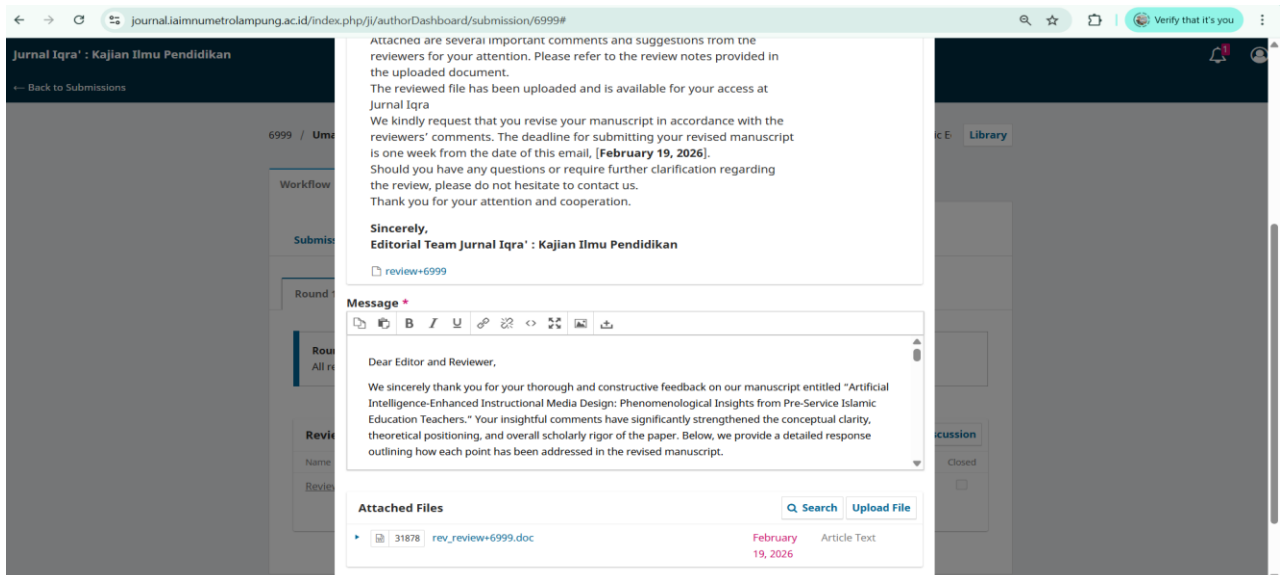 journal.iaimnumetrolampung.ac.id/index.php/ji/authorDashboard/submission/6999#
Verify that it's you
Jurnal Iqra' : Kajian Ilmu Pendidikan
1
← Back to Submissions
Attached are several important comments and suggestions from the
reviewers for your attention. Please refer to the review notes provided in
the uploaded document.
The reviewed file has been uploaded and is available for your access at
Jurnal Iqra
We kindly request that you revise your manuscript in accordance with the
reviewers' comments. The deadline for submitting your revised manuscript
is one week from the date of this email, [February 19, 2026].
Should you have any questions or require further clarification regarding
the review, please do not hesitate to contact us.
Thank you for your attention and cooperation.
Sincerely,
Editorial Team Jurnal Iqra' : Kajian Ilmu Pendidikan
review+6999
6999 / Uma
ic E
Library
Workflow
Submiss
Round 1
Roun
All re
Revie
Name
Review
scussion
Closed
Message *
B I U
Dear Editor and Reviewer,
We sincerely thank you for your thorough and constructive feedback on our manuscript entitled "Artificial
Intelligence-Enhanced Instructional Media Design: Phenomenological Insights from Pre-Service Islamic
Education Teachers." Your insightful comments have significantly strengthened the conceptual clarity,
theoretical positioning, and overall scholarly rigor of the paper. Below, we provide a detailed response
outlining how each point has been addressed in the revised manuscript.
Attached Files
Search
Upload File
31878 rev_review+6999.doc
February
19, 2026
Article Text